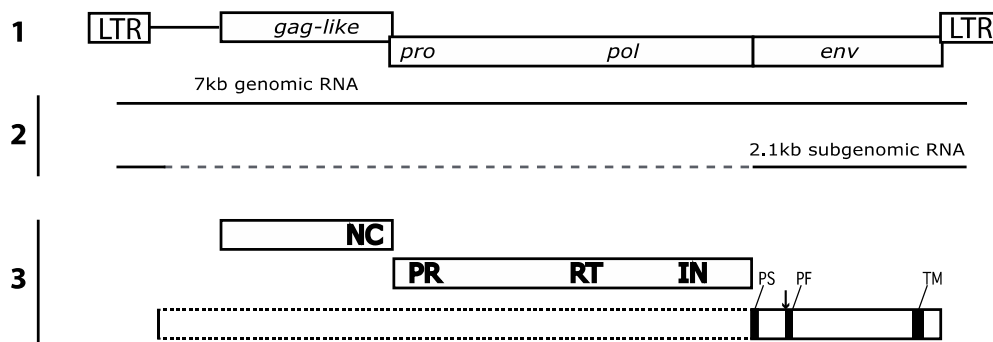 1
LTR
gag-like
LTR
pro pol env
7kb genomic RNA
2
2.1kb subgenomic RNA
3
NC
PR RT IN
PS PF TM